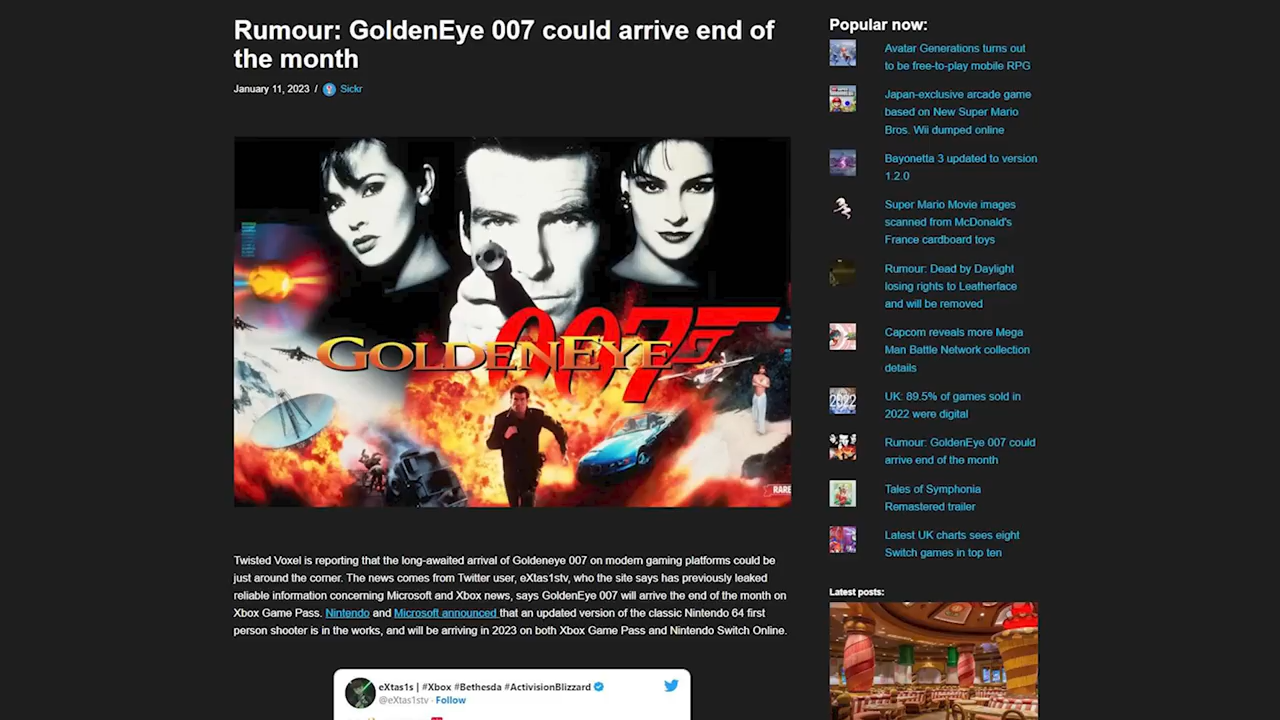 Rumour: GoldenEye 007 could arrive end of
the month
January 11, 2023 / Sickr
007
GOLDENEYE
RARE
Twisted Voxel is reporting that the long-awaited arrival of Goldeneye 007 on modern gaming platforms could be
just around the corner. The news comes from Twitter user, eXtas1stv, who the site says has previously leaked
reliable information concerning Microsoft and Xbox news, says GoldenEye 007 will arrive the end of the month on
Xbox Game Pass. Nintendo and Microsoft announced that an updated version of the classic Nintendo 64 first
person shooter is in the works, and will be arriving in 2023 on both Xbox Game Pass and Nintendo Switch Online.
eXtas1s | #Xbox #Bethesda #ActivisionBlizzard
@eXtas1stv · Follow
Popular now:
Avatar Generations turns out
to be free-to-play mobile RPG
Japan-exclusive arcade game
based on New Super Mario
Bros. Wii dumped online
Bayonetta 3 updated to version
1.2.0
Super Mario Movie images
scanned from McDonald's
France cardboard toys
Rumour: Dead by Daylight
losing rights to Leatherface
and will be removed
Capcom reveals more Mega
Man Battle Network collection
details
2022
UK: 89.5% of games sold in
2022 were digital
Rumour: GoldenEye 007 could
arrive end of the month
Tales of Symphonia
Remastered trailer
Latest UK charts sees eight
Switch games in top ten
Latest posts: